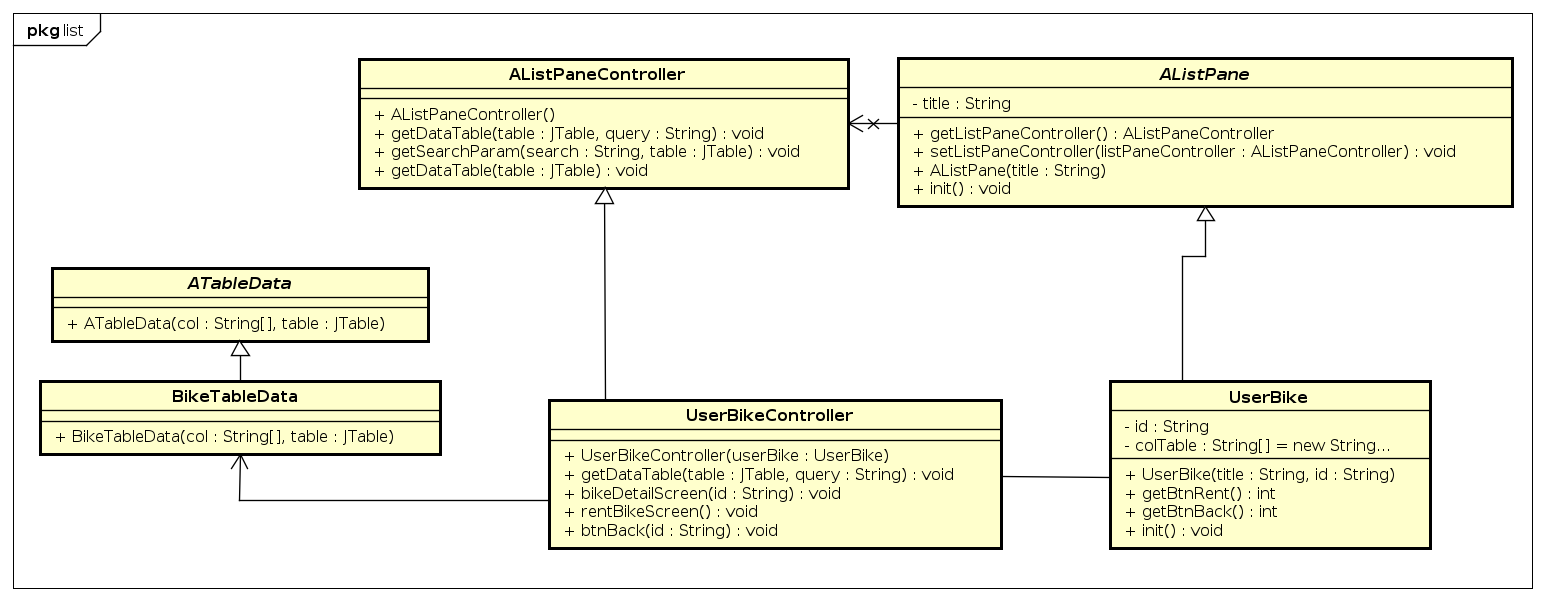 pkg list
AListPaneController
+ AListPaneController()
+ getDataTable(table : JTable, query : String) : void
+ getSearchParam(search : String, table : JTable) : void
+ getDataTable(table : JTable) : void
AListPane
- title : String
+ getListPaneController() : AListPaneController
+ setListPaneController(listPaneController : AListPaneController) : void
+ AListPane(title : String)
+ init() : void
ATableData
+ ATableData(col : String[], table : JTable)
BikeTableData
+ BikeTableData(col : String[], table : JTable)
UserBikeController
+ UserBikeController(userBike : UserBike)
+ getDataTable(table : JTable, query : String) : void
+ bikeDetailScreen(id : String) : void
+ rentBikeScreen() : void
+ btnBack(id : String) : void
UserBike
- id : String
- colTable : String[] = new String...
+ UserBike(title : String, id : String)
+ getBtnRent() : int
+ getBtnBack() : int
+ init() : void